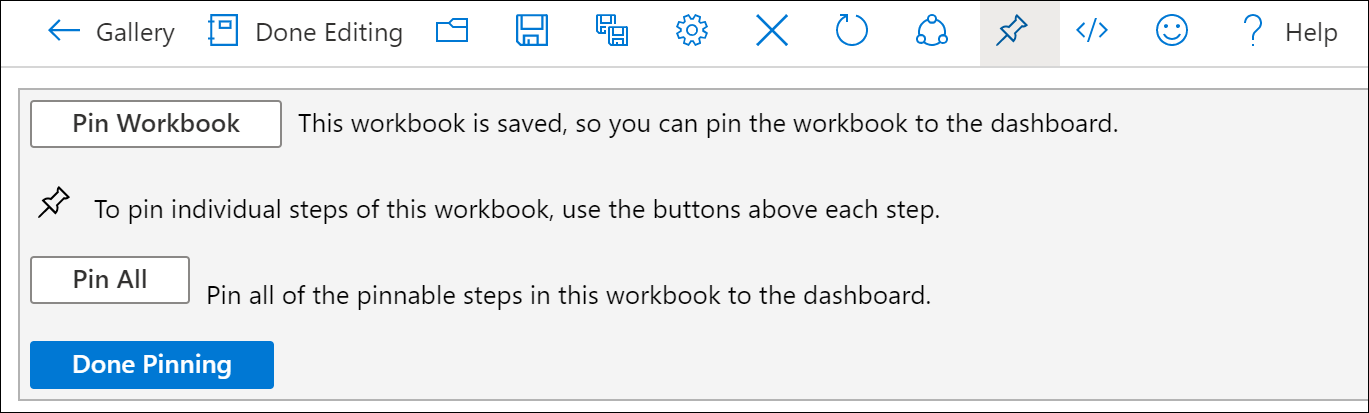 Gallery Done Editing Help
Pin Workbook This workbook is saved, so you can pin the workbook to the dashboard.
To pin individual steps of this workbook, use the buttons above each step.
Pin All Pin all of the pinnable steps in this workbook to the dashboard.
Done Pinning